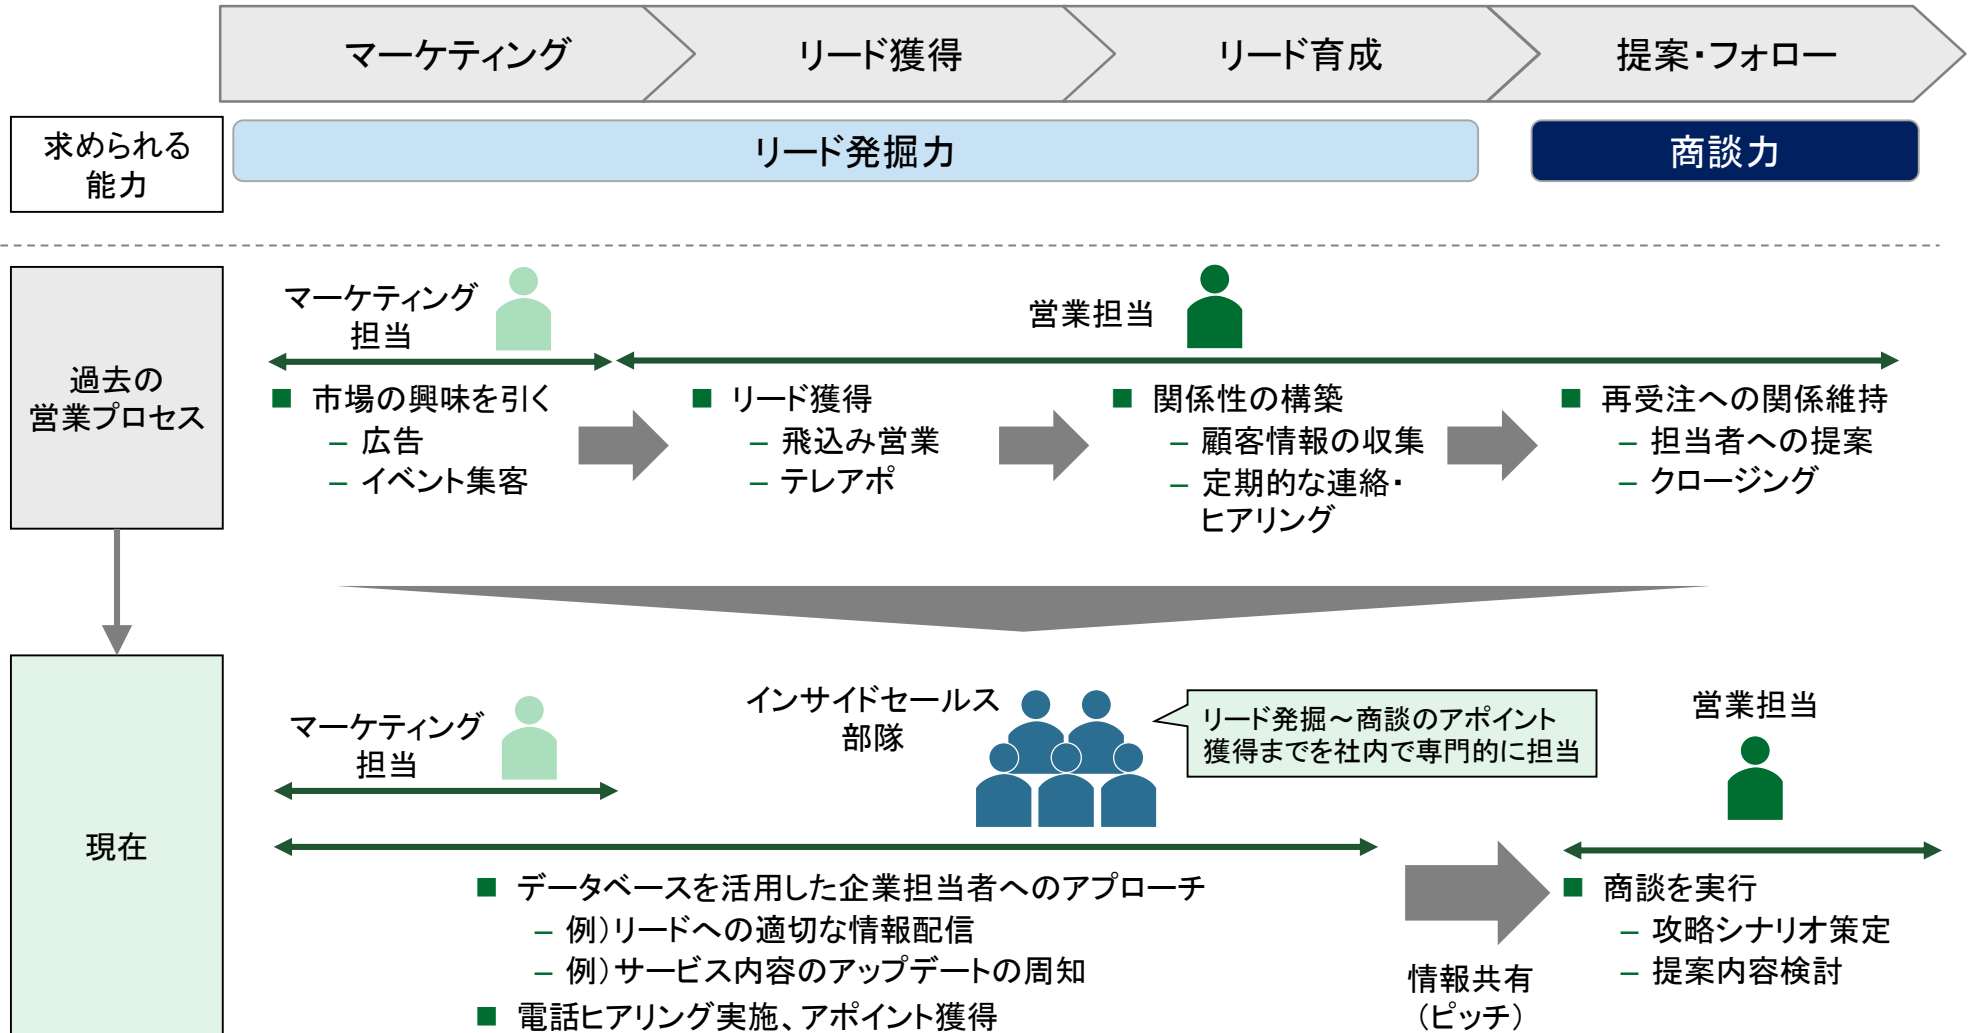 マーケティング
リード獲得
リード育成
提案・フォロー
求められる
能力
リード発掘力
商談力
過去の
営業プロセス
マーケティング
担当
営業担当
■ 市場の興味を引く
– 広告
– イベント集客
■ リード獲得
– 飛込み営業
– テレアポ
■ 関係性の構築
– 顧客情報の収集
– 定期的な連絡・
ヒアリング
■ 再受注への関係維持
– 担当者への提案
– クロージング
現在
マーケティング
担当
インサイドセールス
部隊
リード発掘～商談のアポイント
獲得までを社内で専門的に担当
営業担当
■ データベースを活用した企業担当者へのアプローチ
– 例）リードへの適切な情報配信
– 例）サービス内容のアップデートの周知
■ 電話ヒアリング実施、アポイント獲得
情報共有
（ピッチ）
■ 商談を実行
– 攻略シナリオ策定
– 提案内容検討